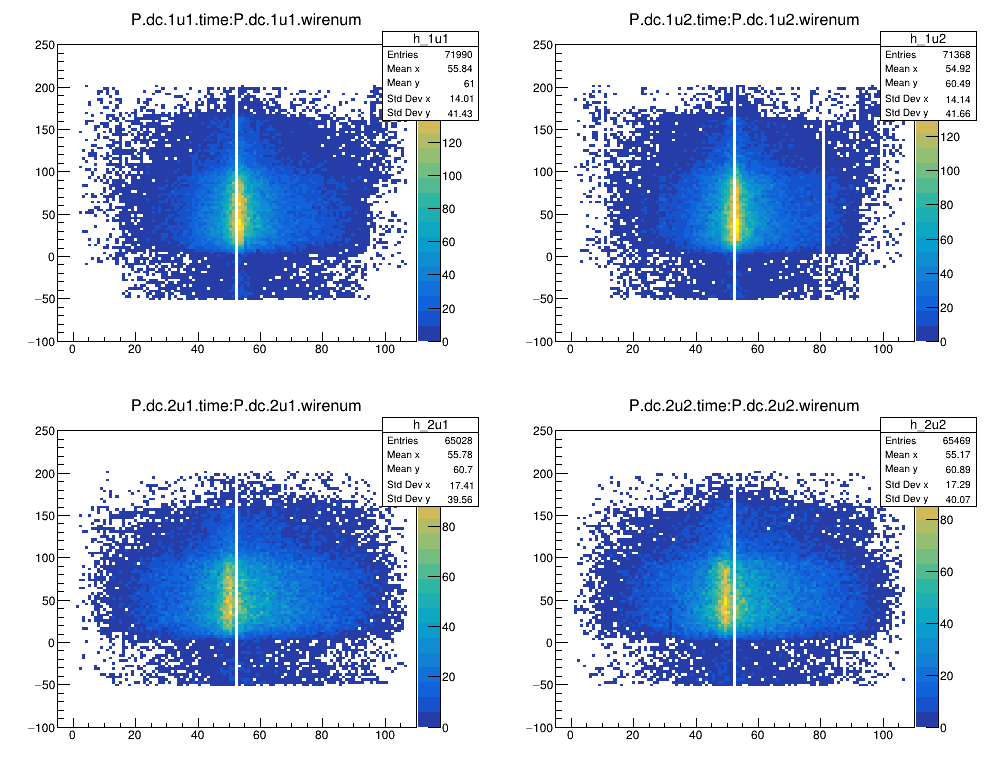 P.dc.1u1.time:P.dc.1u1.wirenum
h_1u1
Entries 71990
Mean x 55.84
Mean y 61
Std Dev x 14.01
Std Dev y 41.43
250
200
150
100
50
0
−50
−100
0 20 40 60 80 100
120
100
80
60
40
20
0
P.dc.1u2.time:P.dc.1u2.wirenum
h_1u2
Entries 71368
Mean x 54.92
Mean y 60.49
Std Dev x 14.14
Std Dev y 41.66
250
200
150
100
50
0
−50
−100
0 20 40 60 80 100
120
100
80
60
40
20
0
P.dc.2u1.time:P.dc.2u1.wirenum
h_2u1
Entries 65028
Mean x 55.78
Mean y 60.7
Std Dev x 17.41
Std Dev y 39.56
250
200
150
100
50
0
−50
−100
0 20 40 60 80 100
80
60
40
20
0
P.dc.2u2.time:P.dc.2u2.wirenum
h_2u2
Entries 65469
Mean x 55.17
Mean y 60.89
Std Dev x 17.29
Std Dev y 40.07
250
200
150
100
50
0
−50
−100
0 20 40 60 80 100
80
60
40
20
0